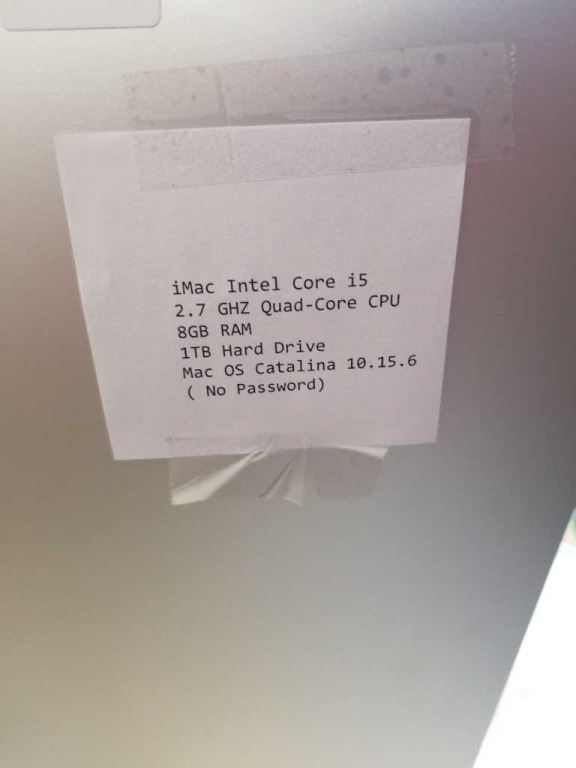 iMac Intel Core i5
2.7 GHZ Quad-Core CPU
8GB RAM
1TB Hard Drive
Mac OS Catalina 10.15.6
( No Password)